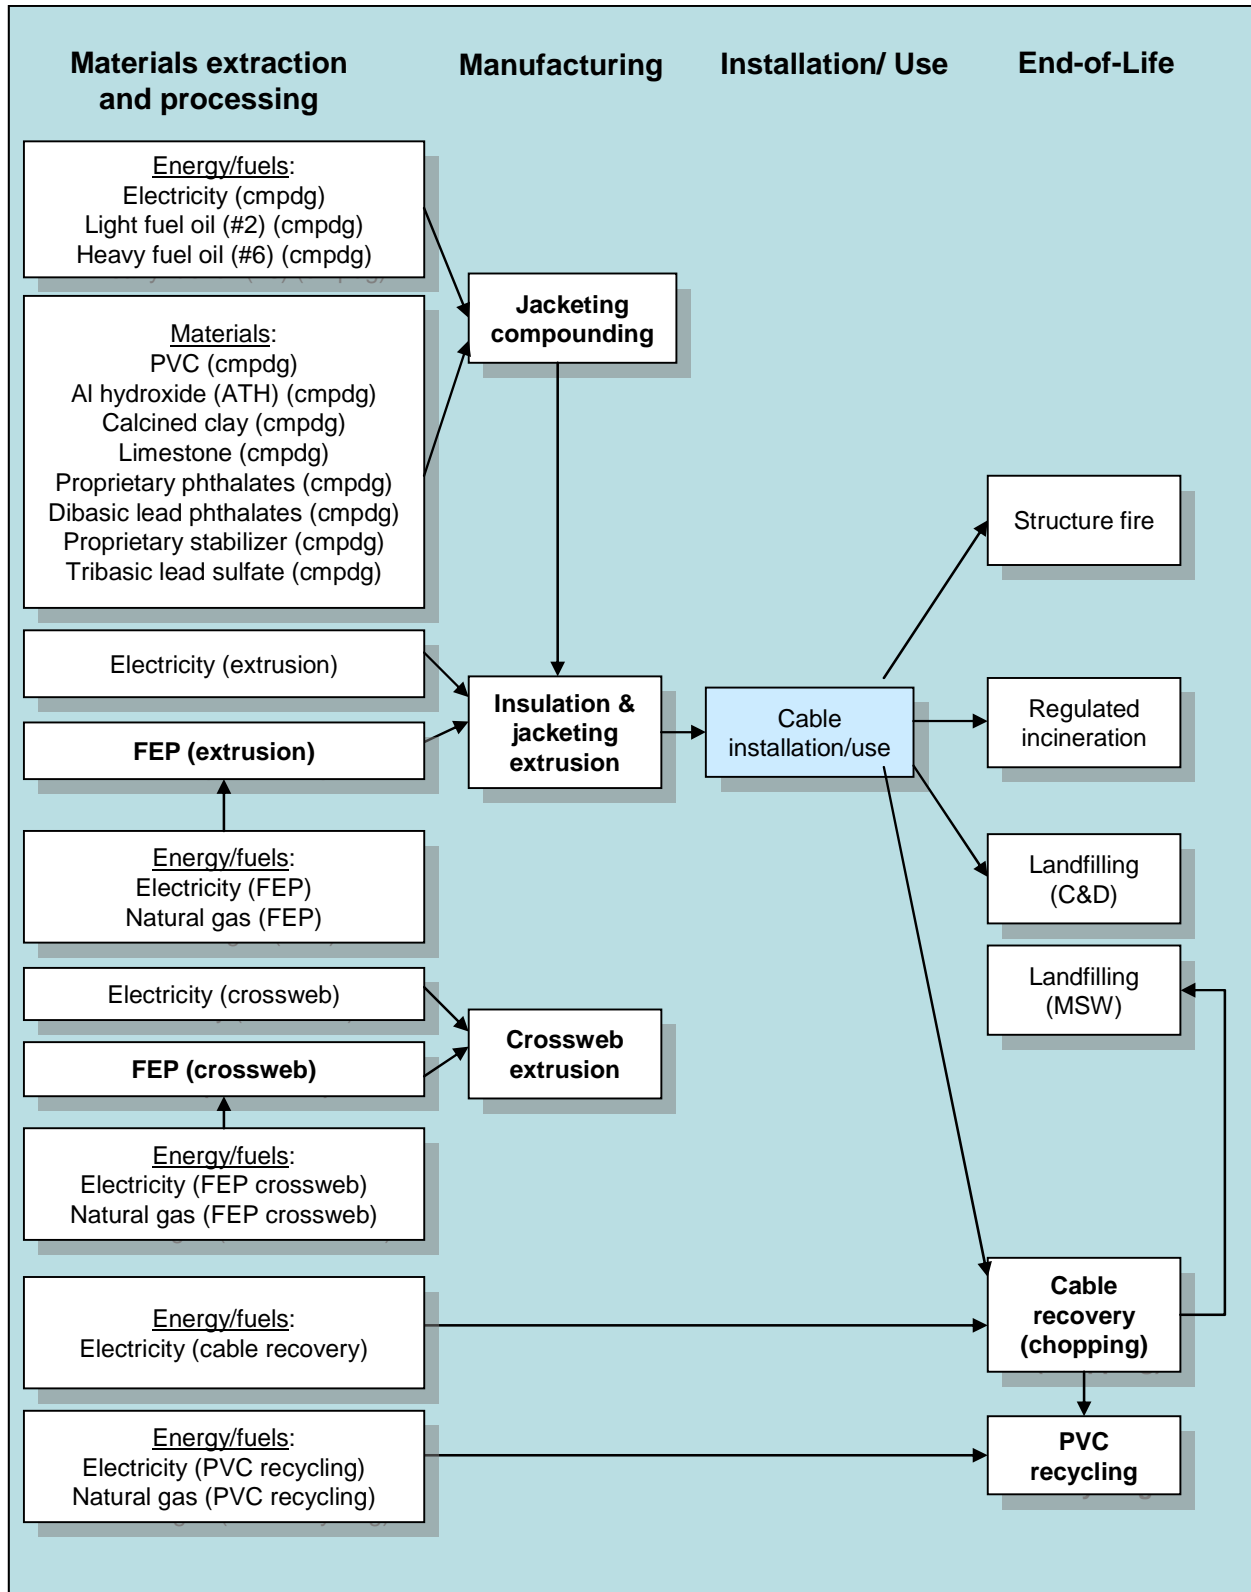 Materials extraction
and processing
Manufacturing
Installation/ Use
End-of-Life
Energy/fuels:
Electricity (cmpdg)
Light fuel oil (#2) (cmpdg)
Heavy fuel oil (#6) (cmpdg)
Materials:
PVC (cmpdg)
Al hydroxide (ATH) (cmpdg)
Calcined clay (cmpdg)
Limestone (cmpdg)
Proprietary phthalates (cmpdg)
Dibasic lead phthalates (cmpdg)
Proprietary stabilizer (cmpdg)
Tribasic lead sulfate (cmpdg)
Electricity (extrusion)
FEP (extrusion)
Energy/fuels:
Electricity (FEP)
Natural gas (FEP)
Electricity (crossweb)
FEP (crossweb)
Energy/fuels:
Electricity (FEP crossweb)
Natural gas (FEP crossweb)
Energy/fuels:
Electricity (cable recovery)
Energy/fuels:
Electricity (PVC recycling)
Natural gas (PVC recycling)
Jacketing
compounding
Insulation &
jacketing
extrusion
Crossweb
extrusion
Cable
installation/use
Structure fire
Regulated
incineration
Landfilling
(C&D)
Landfilling
(MSW)
Cable
recovery
(chopping)
PVC
recycling